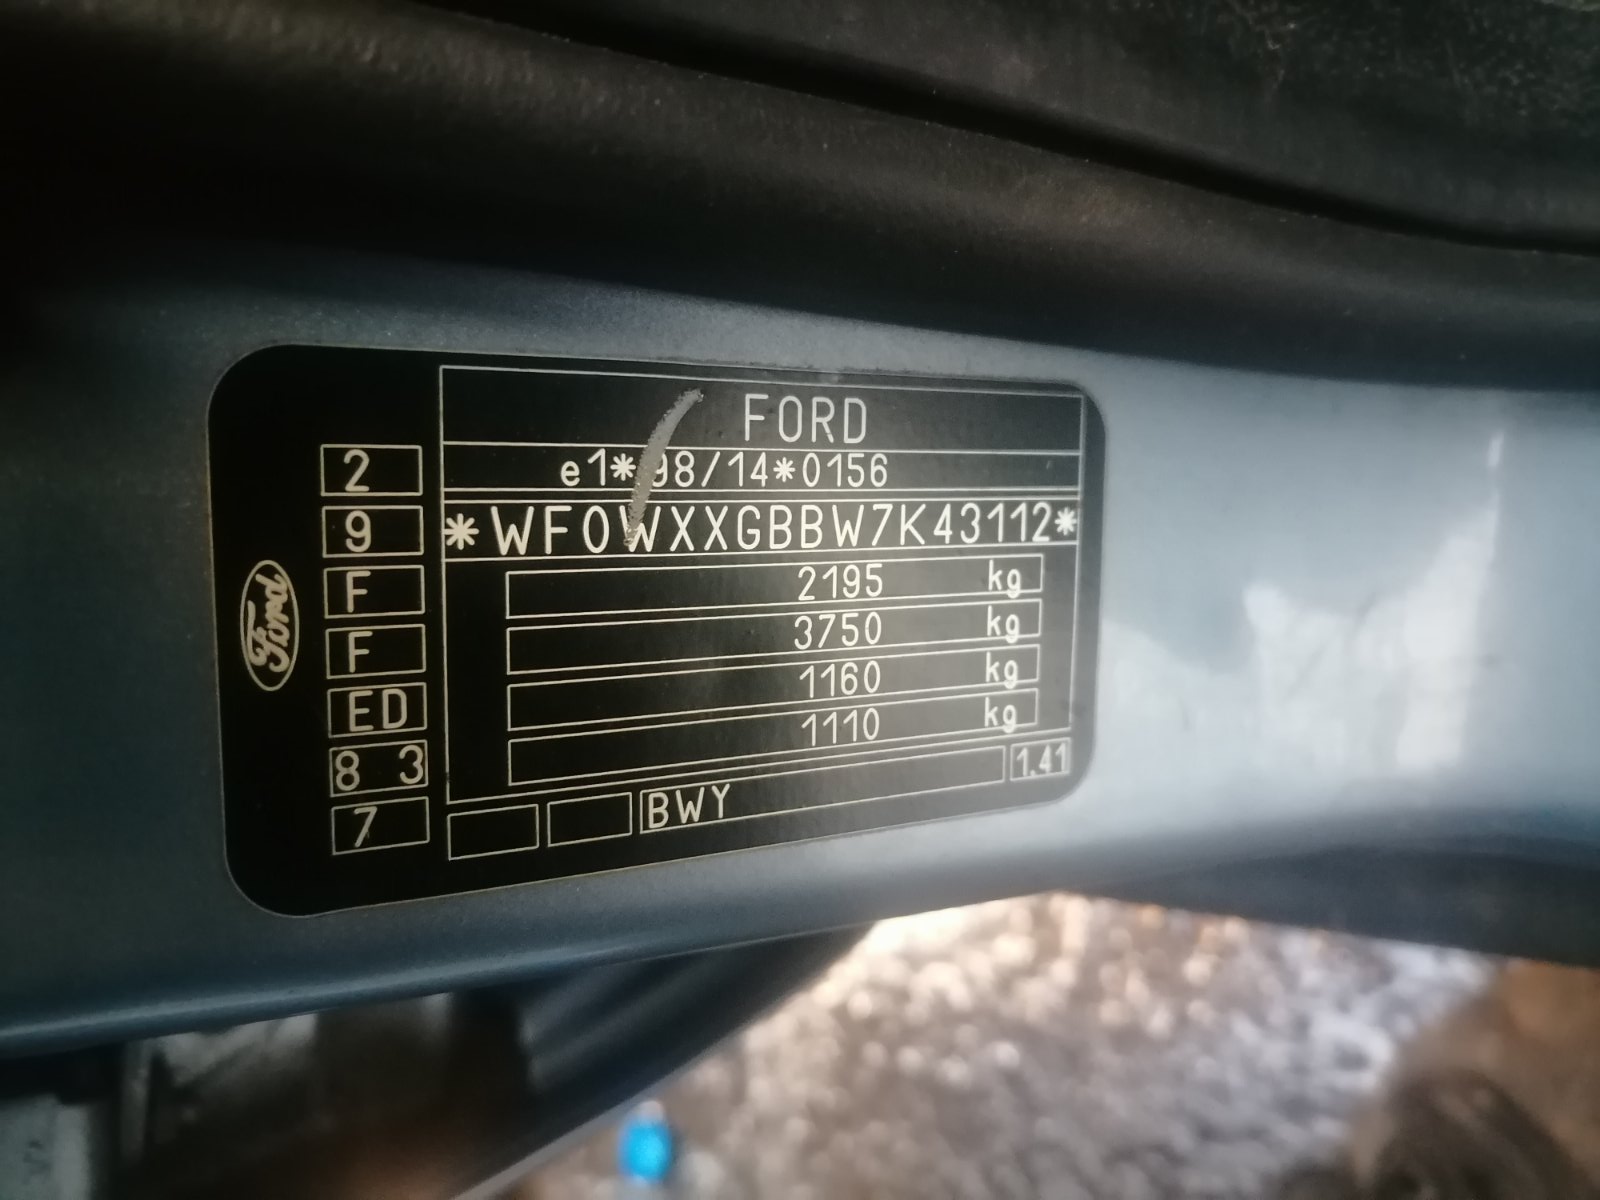 FORD
e1*98/14*0156
*WF0WXXGBBW7K43112*
2195 kg
3750 kg
1160 kg
1110 kg
1.41
BWY
2
9
F
F
ED
8 3
7
Ford